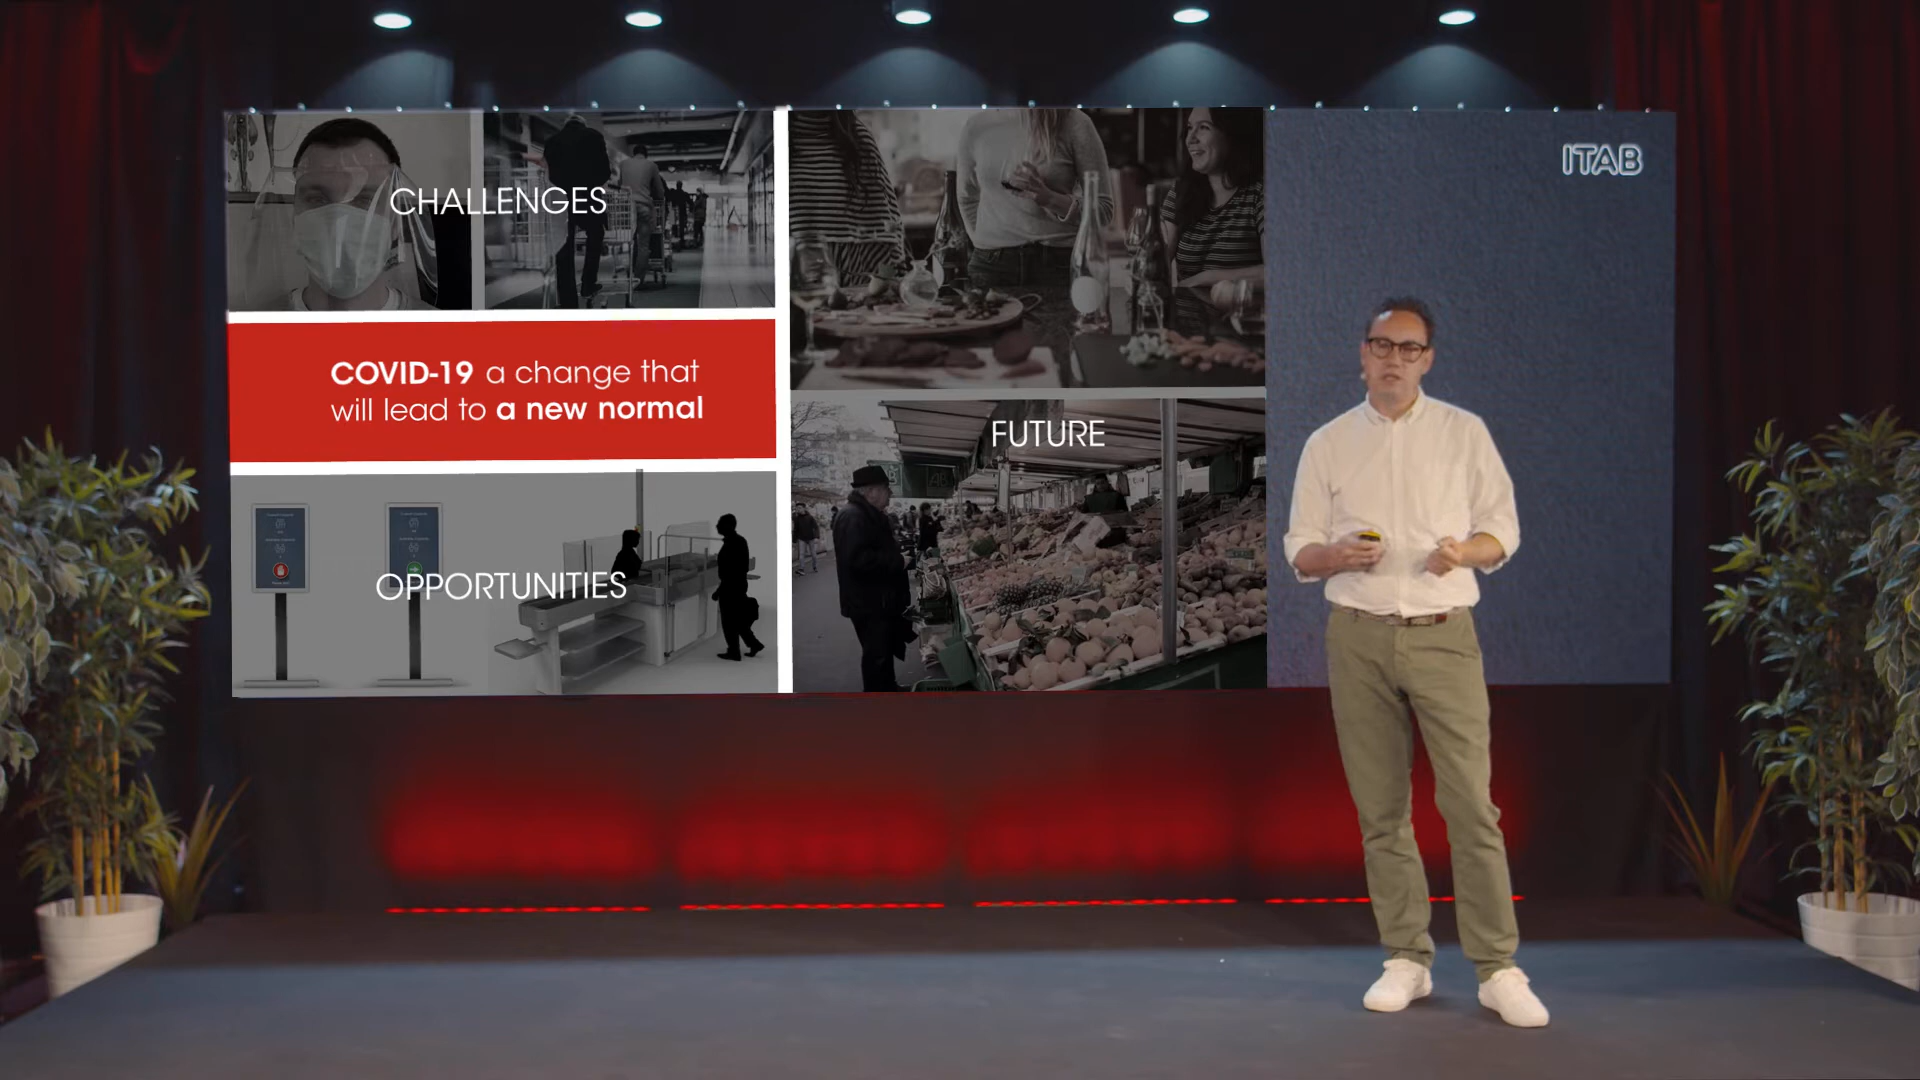 CHALLENGES
COVID-19 a change that
will lead to a new normal
OPPORTUNITIES
FUTURE
ITAB